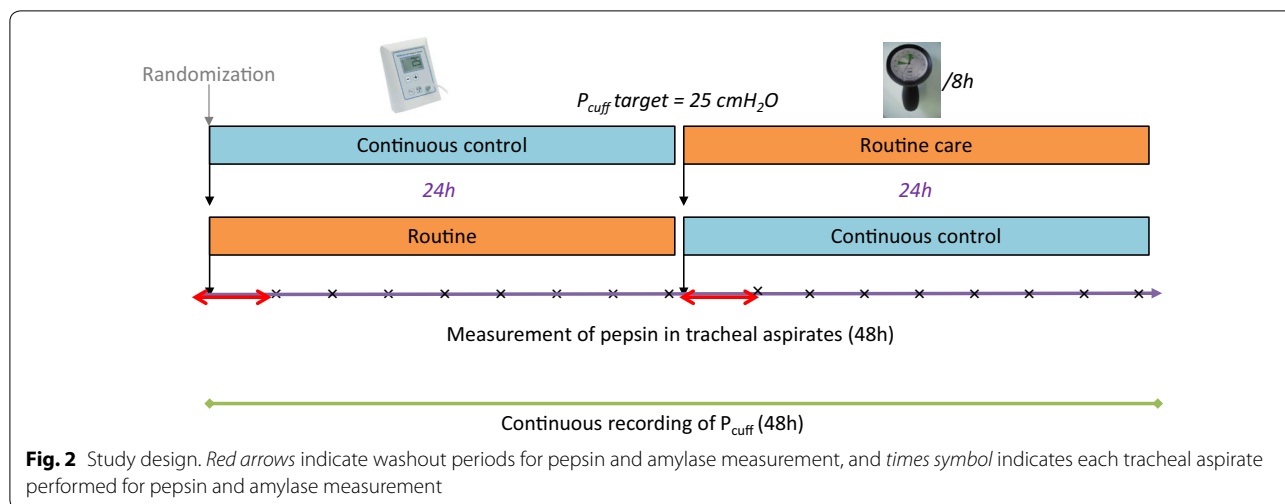 Randomization
/8h
P_cuff target = 25 cmH₂O
Continuous control
Routine care
24h
24h
Routine
Continuous control
Measurement of pepsin in tracheal aspirates (48h)
Continuous recording of P_cuff (48h)
Fig. 2 Study design. Red arrows indicate washout periods for pepsin and amylase measurement, and times symbol indicates each tracheal aspirate
performed for pepsin and amylase measurement